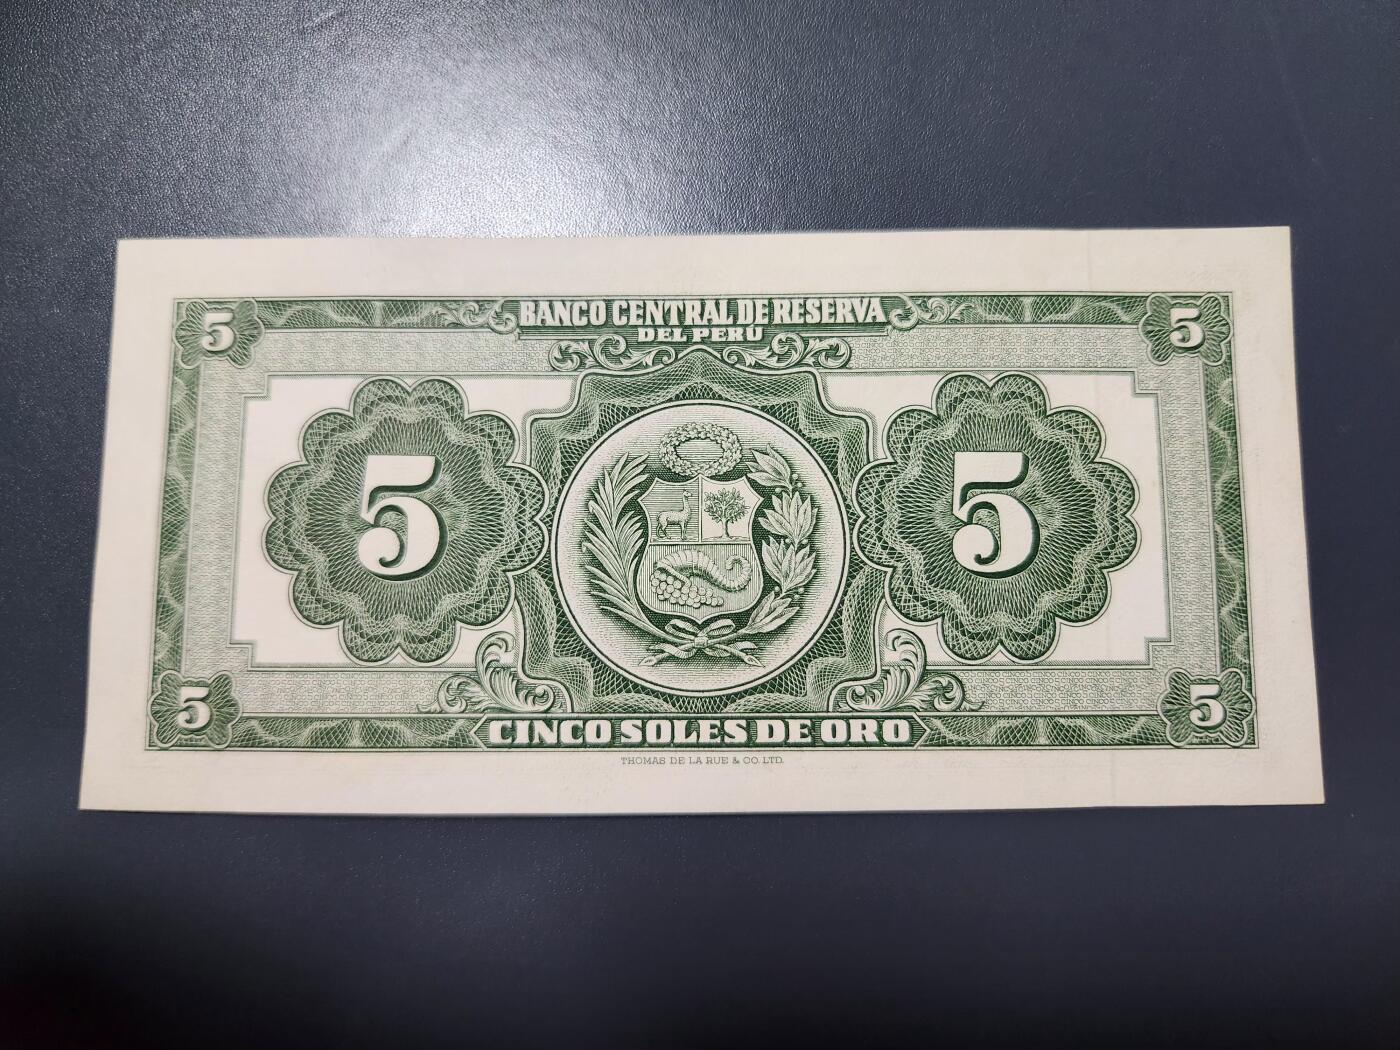 BANCO CENTRAL DE RESERVA
DEL PERÚ
5 5
5 5
5 5
CINCO SOLES DE ORO
THOMAS DE LA RUE & CO. LTD.